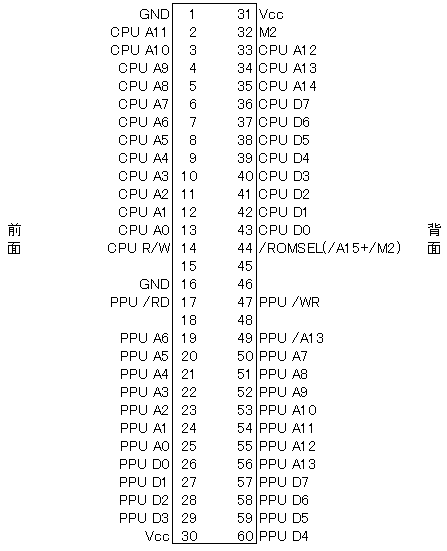 GND 1 31 Vcc
CPU A11 2 32 M2
CPU A10 3 33 CPU A12
CPU A9 4 34 CPU A13
CPU A8 5 35 CPU A14
CPU A7 6 36 CPU D7
CPU A6 7 37 CPU D6
CPU A5 8 38 CPU D5
CPU A4 9 39 CPU D4
CPU A3 10 40 CPU D3
CPU A2 11 41 CPU D2
CPU A1 12 42 CPU D1
前 CPU A0 13 43 CPU D0 背
面 CPU R/W 14 44 /ROMSEL(/A15+/M2) 面
15 45
GND 16 46
PPU /RD 17 47 PPU /WR
18 48
PPU A6 19 49 PPU /A13
PPU A5 20 50 PPU A7
PPU A4 21 51 PPU A8
PPU A3 22 52 PPU A9
PPU A2 23 53 PPU A10
PPU A1 24 54 PPU A11
PPU A0 25 55 PPU A12
PPU D0 26 56 PPU A13
PPU D1 27 57 PPU D7
PPU D2 28 58 PPU D6
PPU D3 29 59 PPU D5
Vcc 30 60 PPU D4